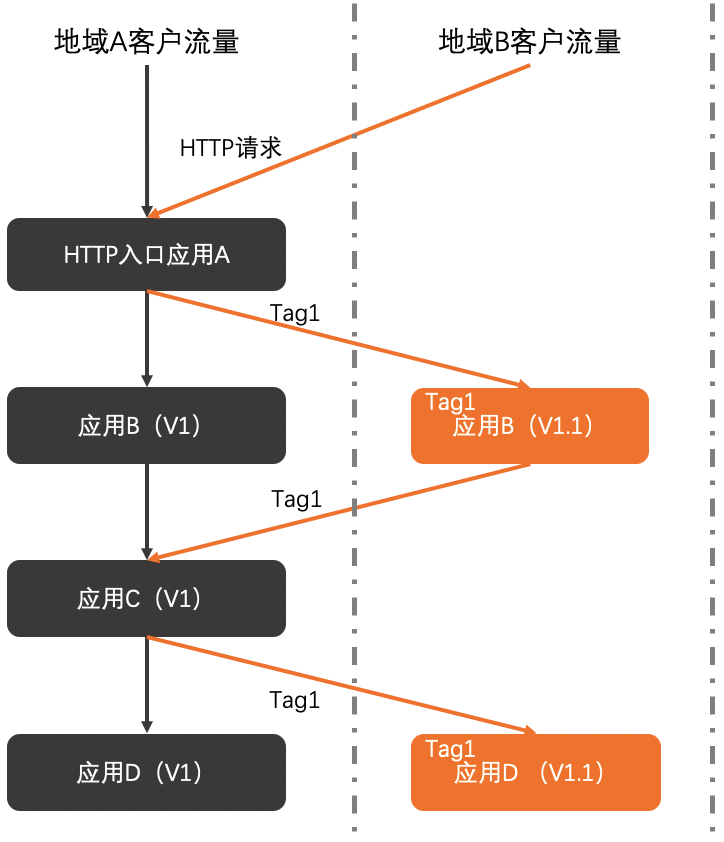 地域A客户流量
地域B客户流量
HTTP请求
HTTP入口应用A
Tag1
应用B（V1）
Tag1
应用B（V1.1）
Tag1
应用C（V1）
Tag1
应用D（V1）
Tag1
应用D （V1.1）